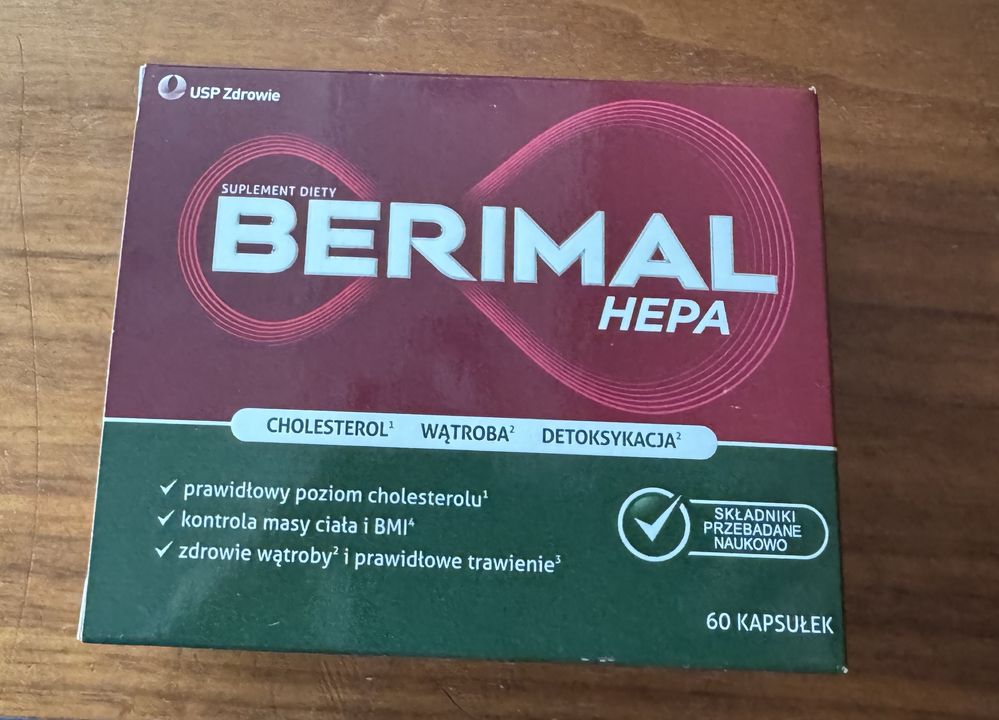 USP Zdrowie
SUPLEMENT DIETY
BERIMAL
HEPA
CHOLESTEROL¹ WĄTROBA² DETOKSYKACJA²
✓ prawidłowy poziom cholesterolu¹
✓ kontrola masy ciała i BMI⁴
✓ zdrowie wątroby² i prawidłowe trawienie³
SKŁADNIKI
PRZEBADANE
NAUKOWO
60 KAPSUŁEK